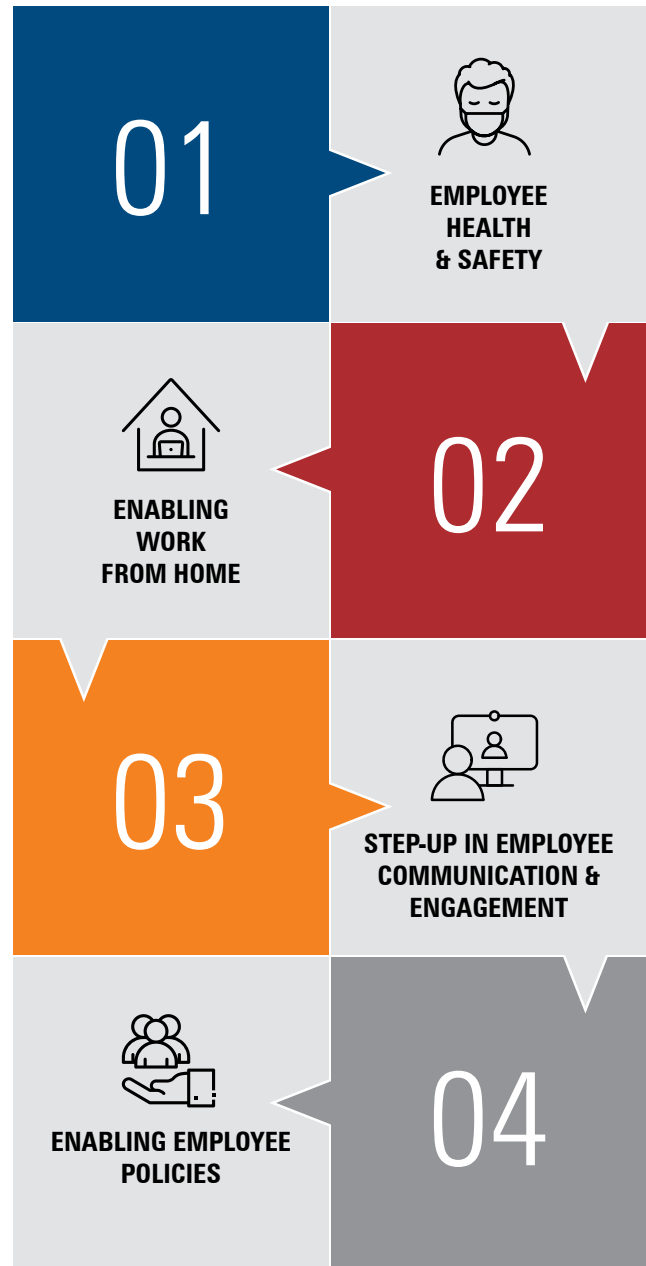 01
EMPLOYEE
HEALTH
& SAFETY
02
ENABLING
WORK
FROM HOME
03
STEP-UP IN EMPLOYEE
COMMUNICATION &
ENGAGEMENT
04
ENABLING EMPLOYEE
POLICIES